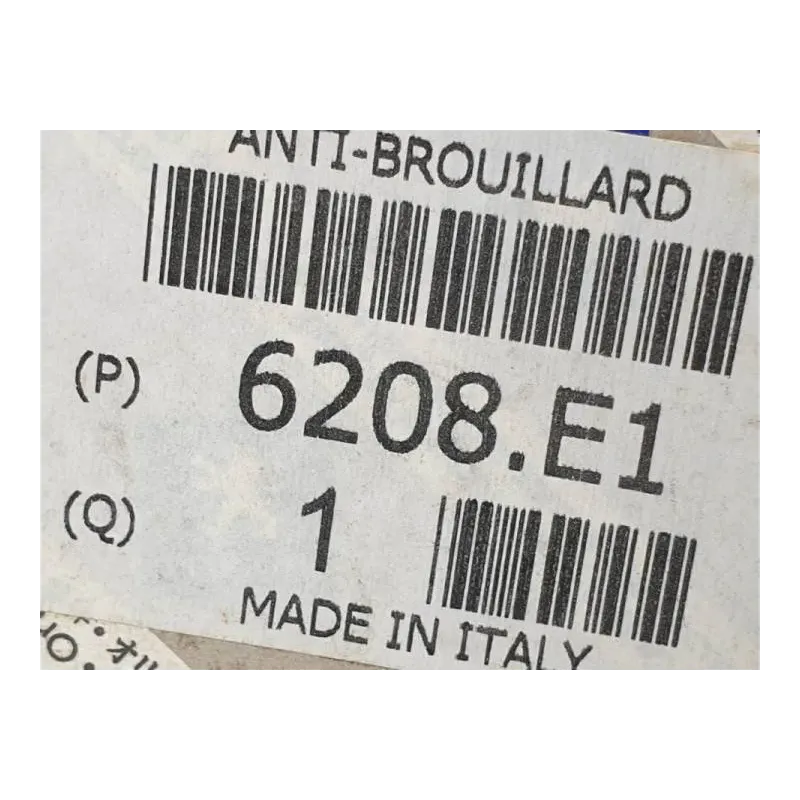 ANTI-BROUILLARD
(P) 6208.E1
(Q) 1
MADE IN ITALY